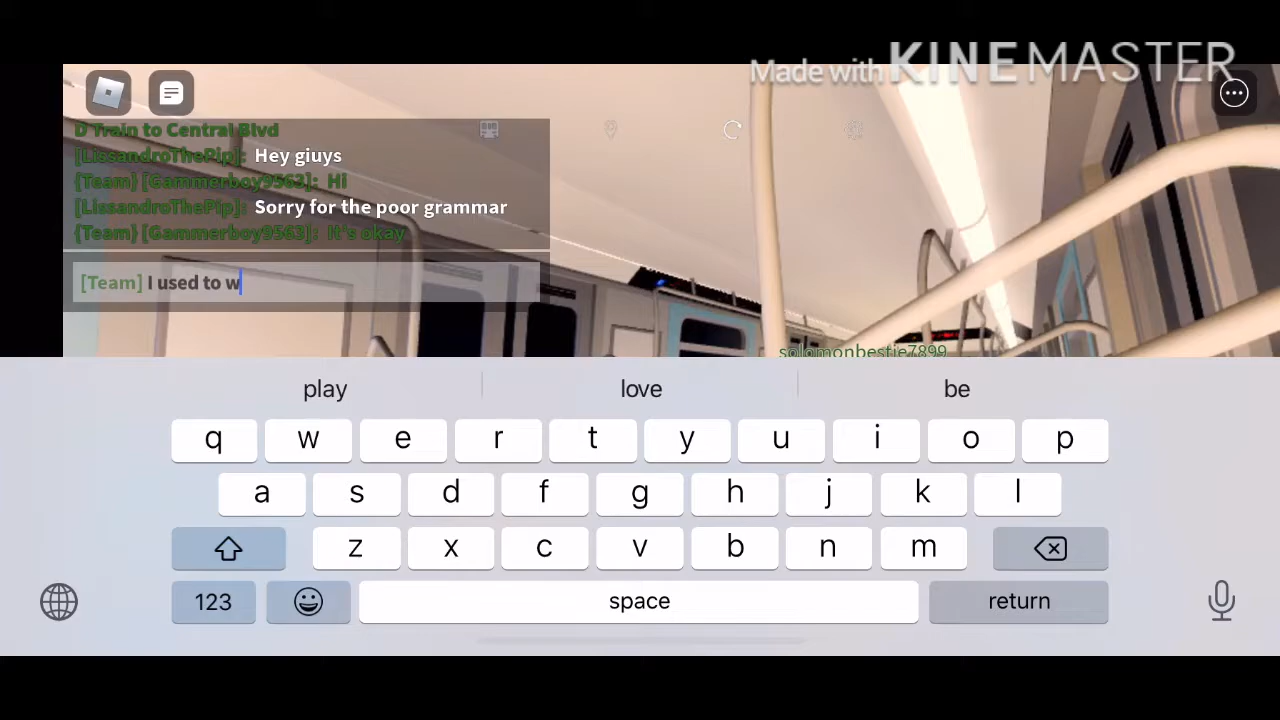 Made with KINEMASTER
D Train to Central Blvd
[LissandroThePip]: Hey giuys
{Team} [Gammerboy9563]: Hi
[LissandroThePip]: Sorry for the poor grammar
{Team} [Gammerboy9563]: It's okay
[Team] I used to w
solomonbestie7899
play love be
q w e r t y u i o p
a s d f g h j k l
z x c v b n m
123 space return